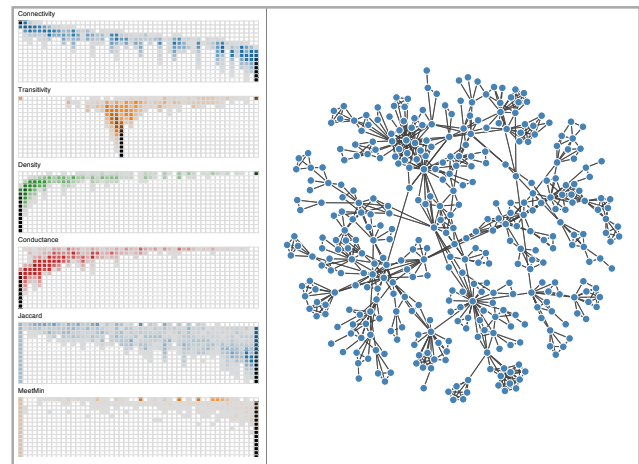 Connectivity
Transitivity
Density
Conductance
Jaccard
MeetMin